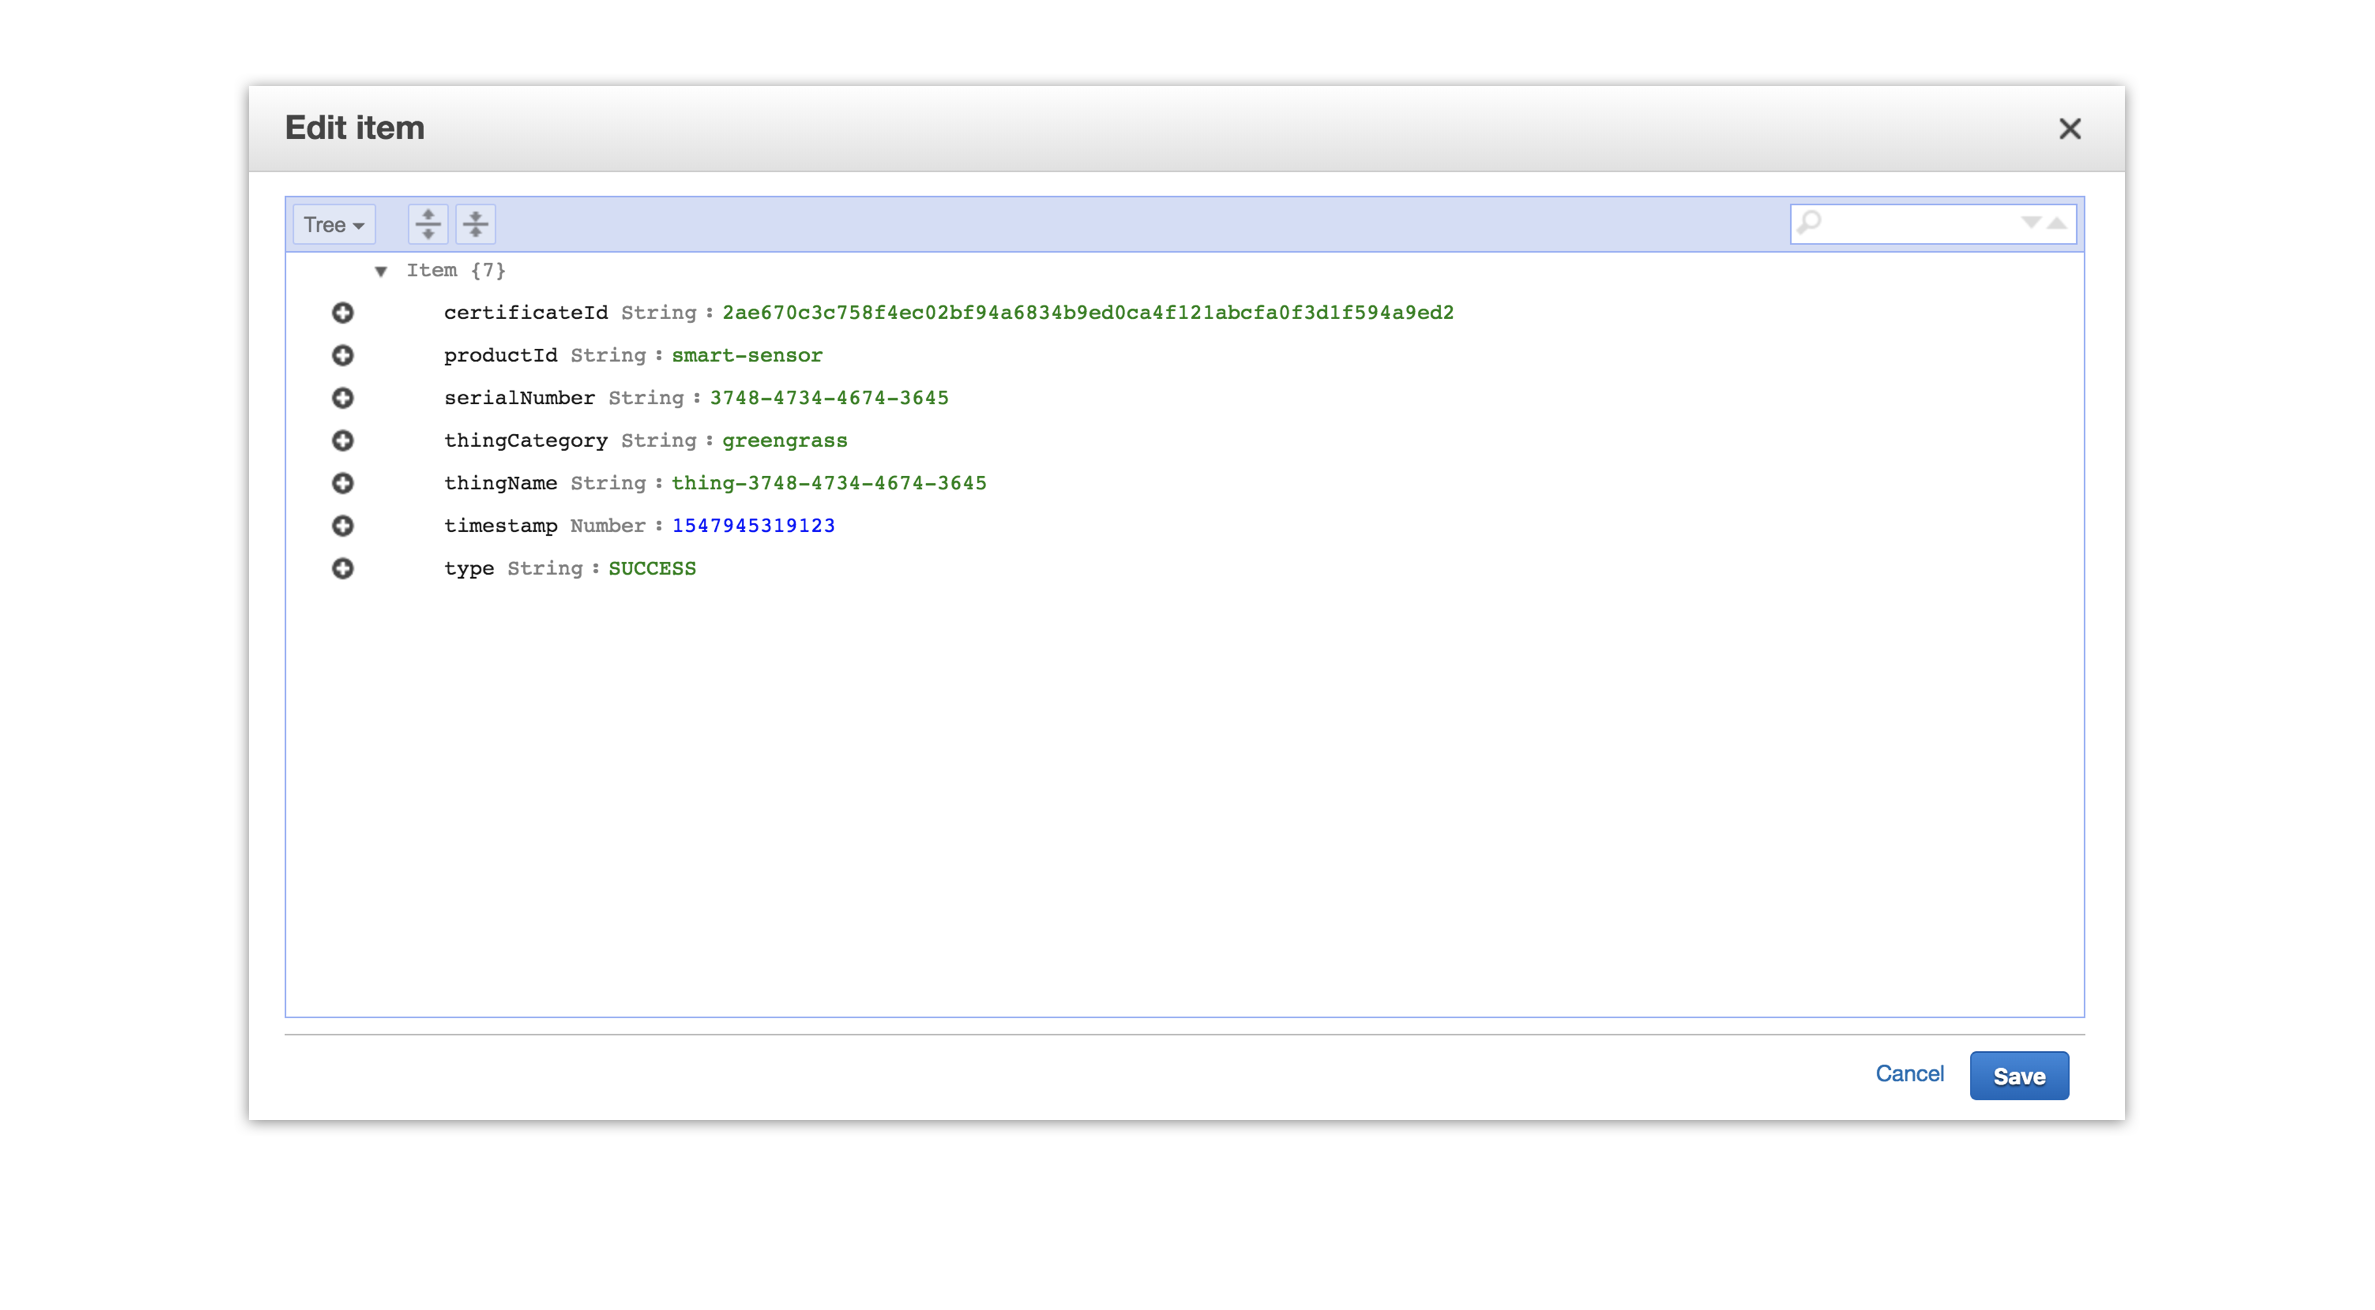 Edit item
Tree
Item {7}
certificateId String : 2ae670c3c758f4ec02bf94a6834b9ed0ca4f121abcfa0f3d1f594a9ed2
productId String : smart-sensor
serialNumber String : 3748-4734-4674-3645
thingCategory String : greengrass
thingName String : thing-3748-4734-4674-3645
timestamp Number : 1547945319123
type String : SUCCESS
Cancel Save